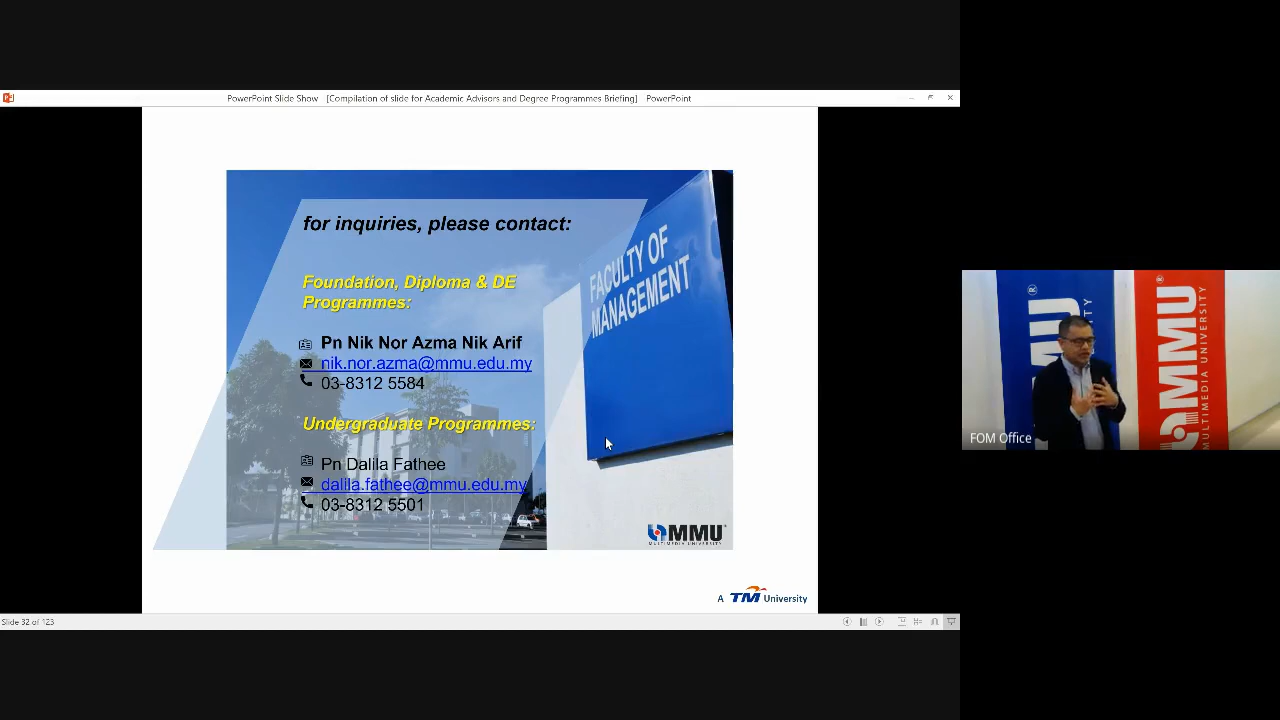 PowerPoint Slide Show - [Compilation of slide for Academic Advisors and Degree Programmes Briefing] - PowerPoint
for inquiries, please contact:
Foundation, Diploma & DE
Programmes:
Pn Nik Nor Azma Nik Arif
nik.nor.azma@mmu.edu.my
03-8312 5584
Undergraduate Programmes:
Pn Dalila Fathee
dalila.fathee@mmu.edu.my
03-8312 5501
FACULTY OF
MANAGEMENT
MMU
MULTIMEDIA UNIVERSITY
A TM University
Slide 32 of 123
MMU
MMU
MULTIMEDIA UNIVERSITY
FOM Office